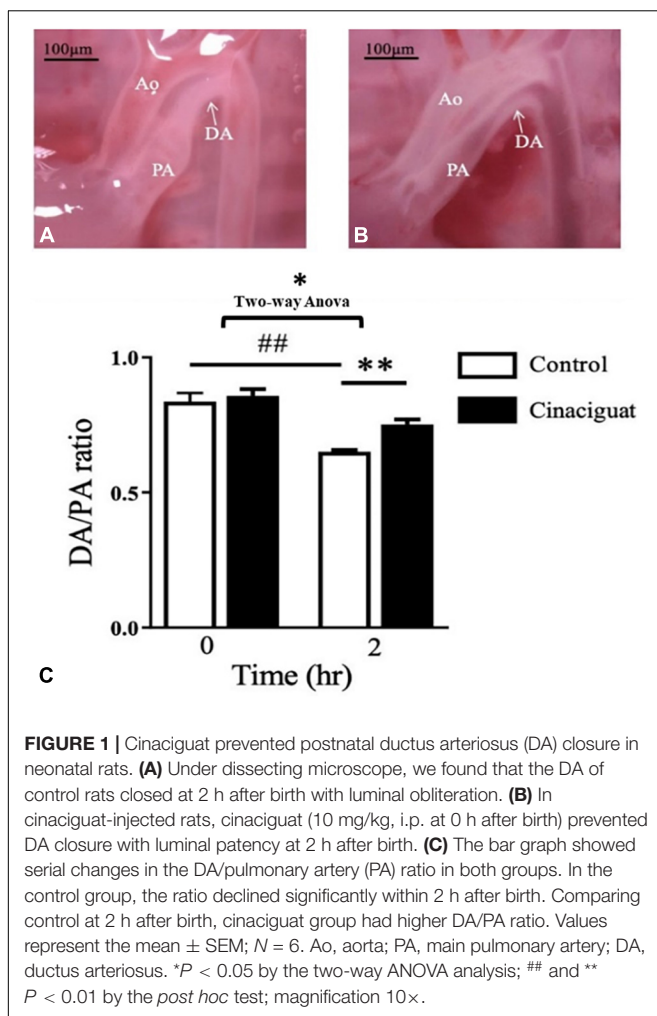 100µm
Ao
DA
PA
A
100µm
Ao
DA
PA
B
*
Two-way Anova
##
**
1.0
0.5
0.0
DA/PA ratio
Control
Cinaciguat
0 2
Time (hr)
C
FIGURE 1 | Cinaciguat prevented postnatal ductus arteriosus (DA) closure in
neonatal rats. (A) Under dissecting microscope, we found that the DA of
control rats closed at 2 h after birth with luminal obliteration. (B) In
cinaciguat-injected rats, cinaciguat (10 mg/kg, i.p. at 0 h after birth) prevented
DA closure with luminal patency at 2 h after birth. (C) The bar graph showed
serial changes in the DA/pulmonary artery (PA) ratio in both groups. In the
control group, the ratio declined significantly within 2 h after birth. Comparing
control at 2 h after birth, cinaciguat group had higher DA/PA ratio. Values
represent the mean ± SEM; N = 6. Ao, aorta; PA, main pulmonary artery; DA,
ductus arteriosus. *P < 0.05 by the two-way ANOVA analysis; ## and **
P < 0.01 by the post hoc test; magnification 10×.